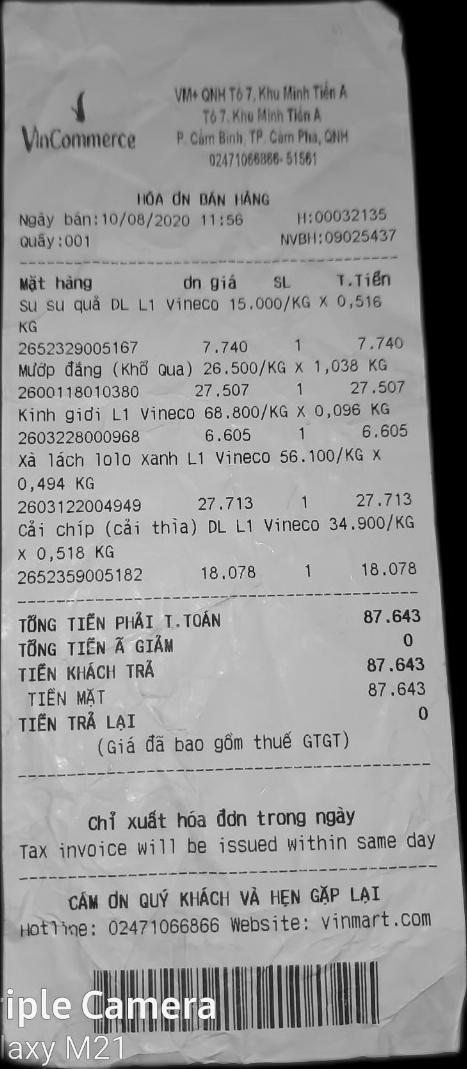 VinCommerce
VM+ QNH Tổ 7, Khu Minh Tiến A
Tổ 7, Khu Minh Tiến A
P. Cẩm Bình, TP. Cẩm Phả, QNH
02471066866-51561
HÓA ƠN BÁN HÀNG
Ngày bán:10/08/2020 11:56 H:00032135
Quầy:001 NVBH:09025437
Mặt hàng ơn giá SL T.Tiền
Su su quả DL L1 Vineco 15.000/KG X 0,516
KG
2652329005167 7.740 1 7.740
Mướp đắng (Khổ Qua) 26.500/KG X 1,038 KG
2600118010380 27.507 1 27.507
Kinh giới L1 Vineco 68.800/KG X 0,096 KG
2603228000968 6.605 1 6.605
Xà lách lolo xanh L1 Vineco 56.100/KG X
0,494 KG
2603122004949 27.713 1 27.713
Cải chíp (cải thìa) DL L1 Vineco 34.900/KG
X 0,518 KG
2652359005182 18.078 1 18.078
TỔNG TIỀN PHẢI T.TOÁN 87.643
TỔNG TIỀN Ã GIẢM 0
TIỀN KHÁCH TRẢ 87.643
TIỀN MẶT 87.643
TIỀN TRẢ LẠI 0
(Giá đã bao gồm thuế GTGT)
Chỉ xuất hóa đơn trong ngày
Tax invoice will be issued within same day
CẢM ƠN QUÝ KHÁCH VÀ HẸN GẶP LẠI
Hotline: 02471066866 Website: vinmart.com
riple Camera
laxy M21